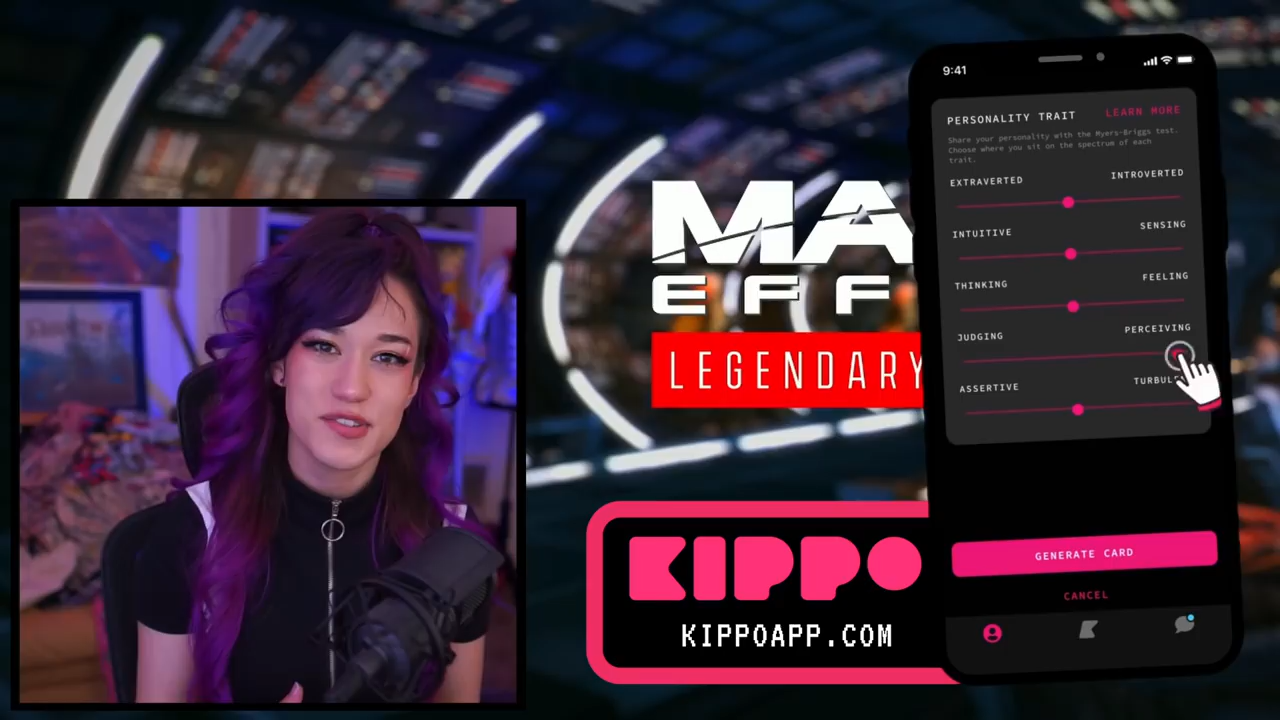 MA
EFF
LEGENDARY
KIPPO
KIPPOAPP.COM
9:41
PERSONALITY TRAIT
LEARN MORE
Share your personality with the Myers-Briggs test.
Choose where you sit on the spectrum of each
trait.
EXTRAVERTED
INTROVERTED
INTUITIVE
SENSING
THINKING
FEELING
JUDGING
PERCEIVING
ASSERTIVE
TURBUL
GENERATE CARD
CANCEL